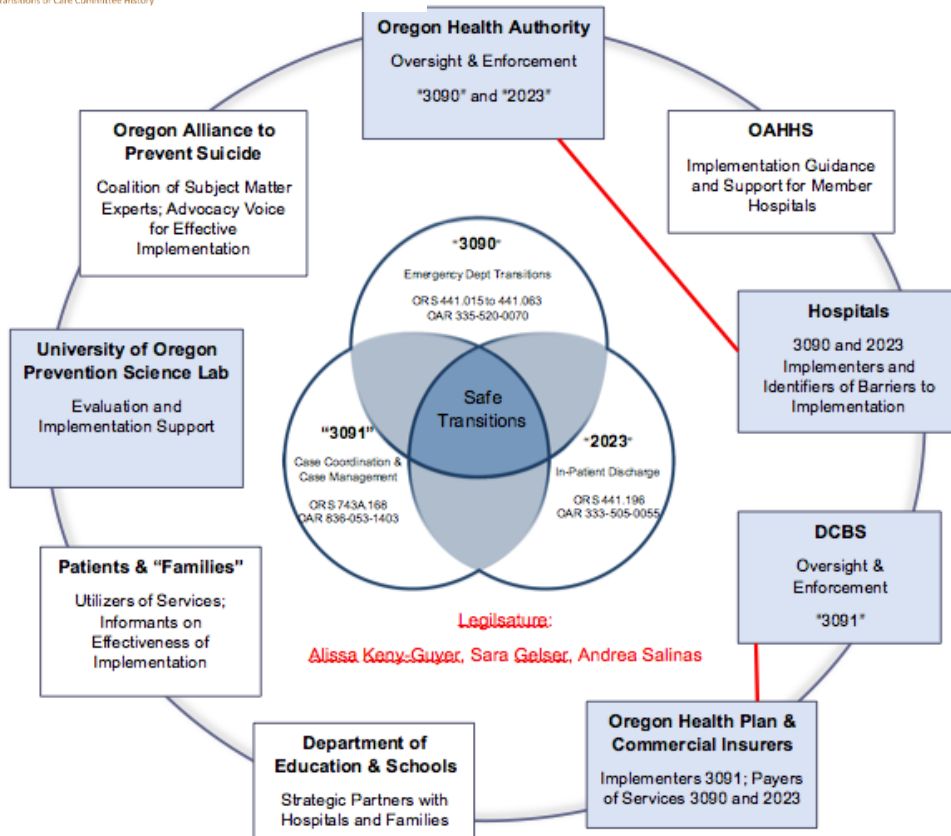 Transitions of Care Committee History
Oregon Health Authority
Oversight & Enforcement
"3090" and "2023"
Oregon Alliance to
Prevent Suicide
Coalition of Subject Matter
Experts; Advocacy Voice
for Effective
Implementation
OAHHS
Implementation Guidance
and Support for Member
Hospitals
"3090"
Emergency Dept Transitions
ORS 441.015 to 441.063
OAR 335-520-0070
University of Oregon
Prevention Science Lab
Evaluation and
Implementation Support
Hospitals
3090 and 2023
Implementers and
Identifiers of Barriers to
Implementation
Safe
Transitions
"3091"
Case Coordination &
Case Management
ORS 743A.168
OAR 836-053-1403
"2023"
In-Patient Discharge
ORS 441.196
OAR 333-505-0055
Patients & “Families”
Utilizers of Services;
Informants on
Effectiveness of
Implementation
DCBS
Oversight &
Enforcement
"3091"
Legilsature:
Alissa Keny-Guyer, Sara Gelser, Andrea Salinas
Department of
Education & Schools
Strategic Partners with
Hospitals and Families
Oregon Health Plan &
Commercial Insurers
Implementers 3091; Payers
of Services 3090 and 2023